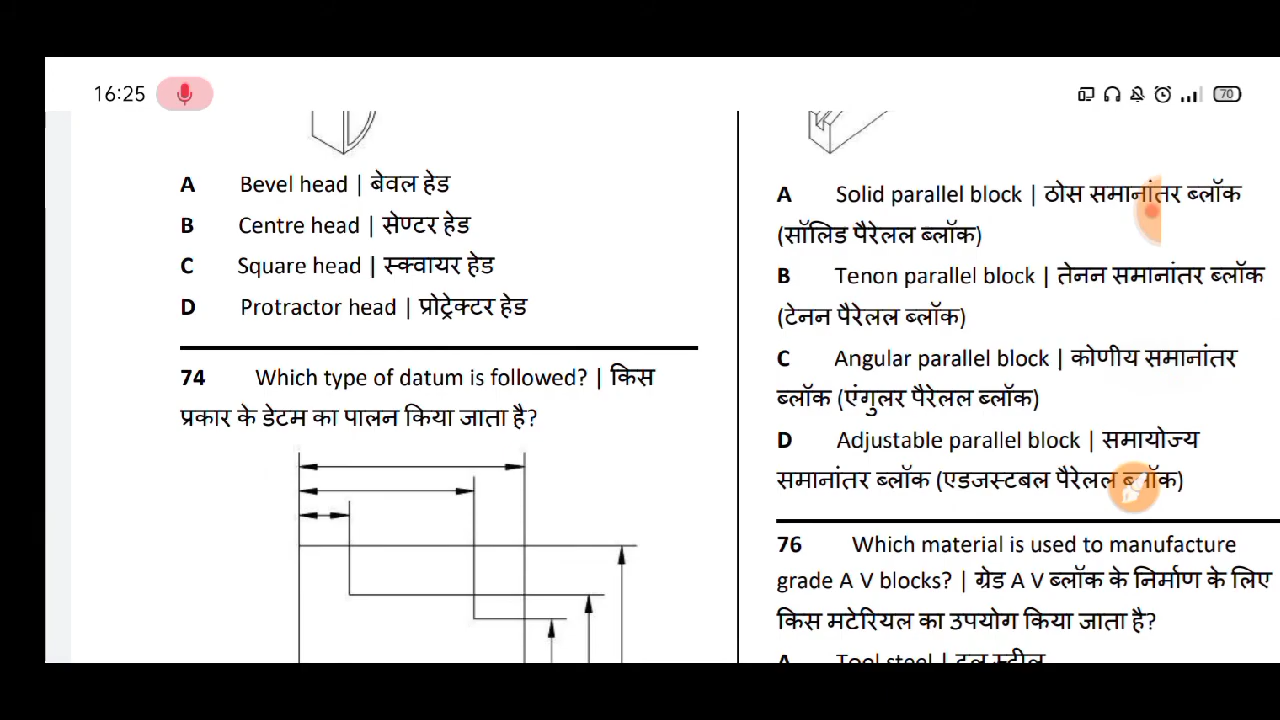 16:25
70
A Bevel head | बेवल हेड
B Centre head | सेण्टर हेड
C Square head | स्क्वायर हेड
D Protractor head | प्रोट्रेक्टर हेड
74 Which type of datum is followed? | किस
प्रकार के डेटम का पालन किया जाता है?
A Solid parallel block | ठोस समानांतर ब्लॉक
(सॉलिड पैरेलल ब्लॉक)
B Tenon parallel block | तेनन समानांतर ब्लॉक
(टेनन पैरेलल ब्लॉक)
C Angular parallel block | कोणीय समानांतर
ब्लॉक (एंगुलर पैरेलल ब्लॉक)
D Adjustable parallel block | समायोज्य
समानांतर ब्लॉक (एडजस्टबल पैरेलल ब्लॉक)
76 Which material is used to manufacture
grade A V blocks? | ग्रेड A V ब्लॉक के निर्माण के लिए
किस मटेरियल का उपयोग किया जाता है?
A Tool steel | टूल स्टील